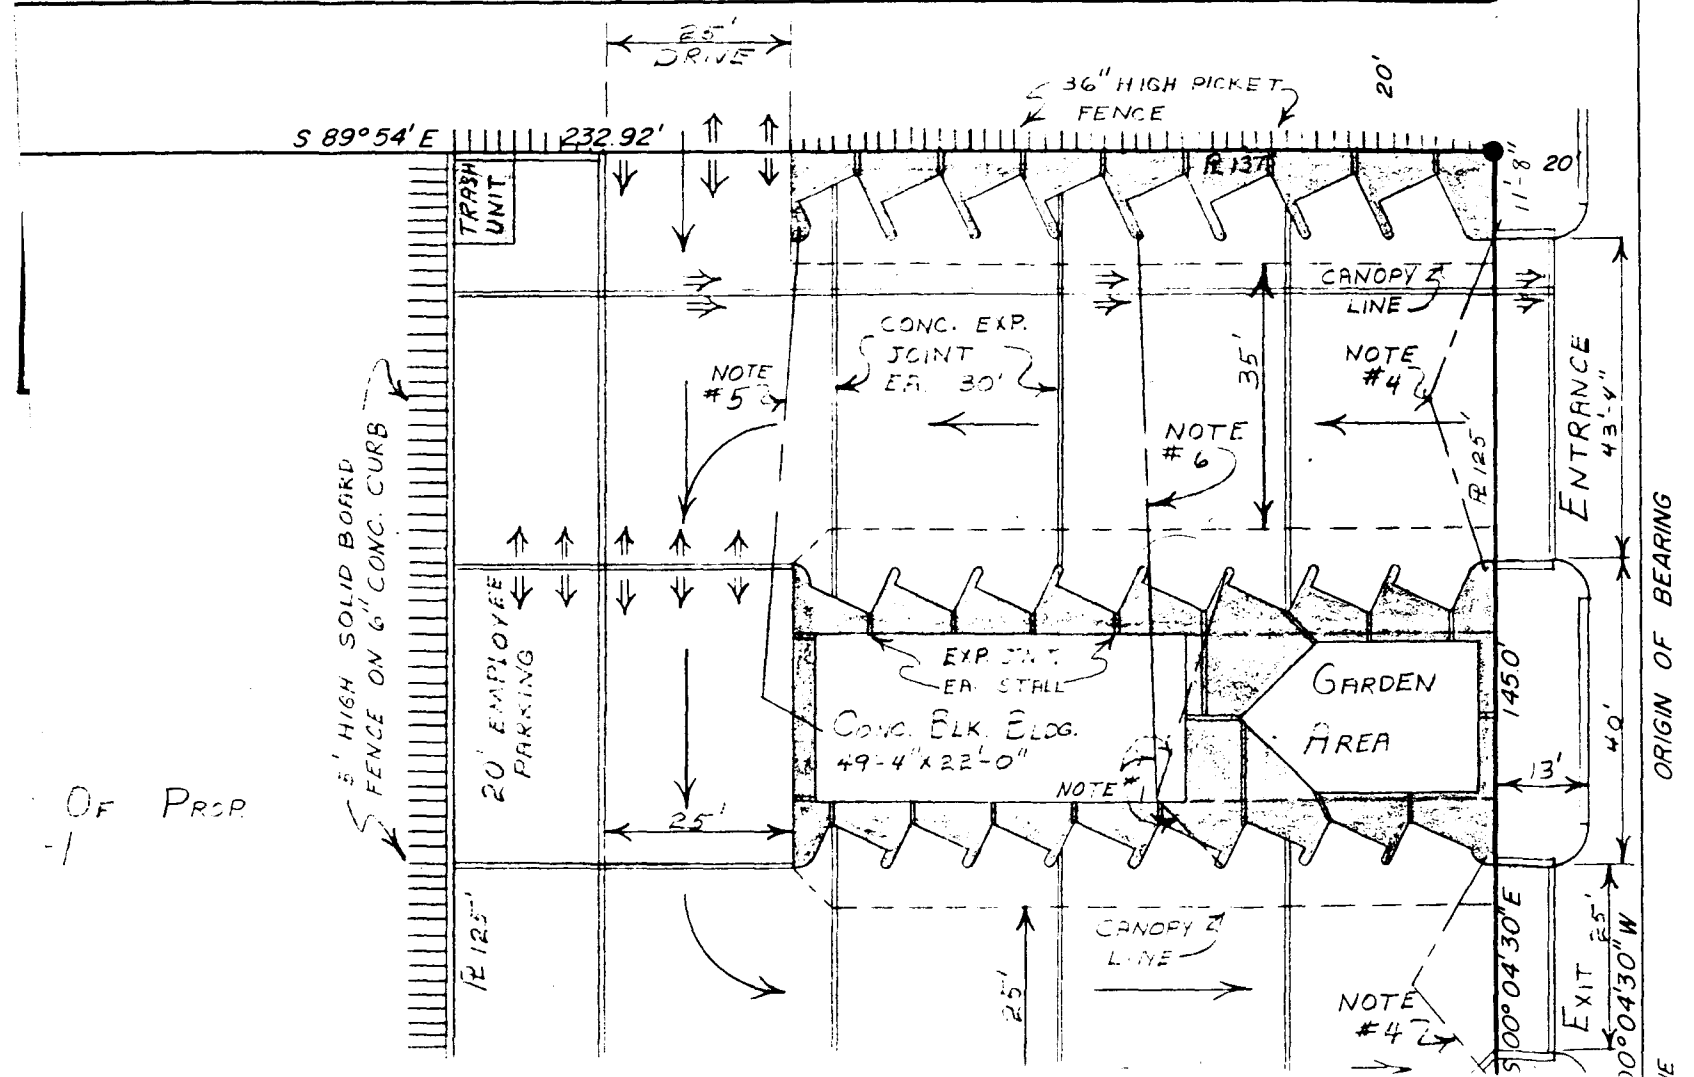 25'
DRIVE
36" HIGH PICKET
FENCE
20'
S 89°54' E
232.92'
TRASH
UNIT
℄ 137'
11'-8"
20'
CANOPY
LINE
CONC. EXP.
JOINT
EA. 30'
35'
NOTE
#4
NOTE
#5
NOTE
#6
ENTRANCE
43'-4"
℄ 125'
5' HIGH SOLID BOARD
FENCE ON 6" CONC. CURB
20' EMPLOYEE
PARKING
EXP. JNT.
EA. STALL
CONC. BLK. BLDG.
49'-4" X 22'-0"
NOTE #
GARDEN
AREA
145.0'
40'
13'
ORIGIN OF BEARING
OF PROP.
-1
25'
℄ 125'
CANOPY
LINE
25'
NOTE
#4
S 00°04'30" E
EXIT
25'
00°04'30" W